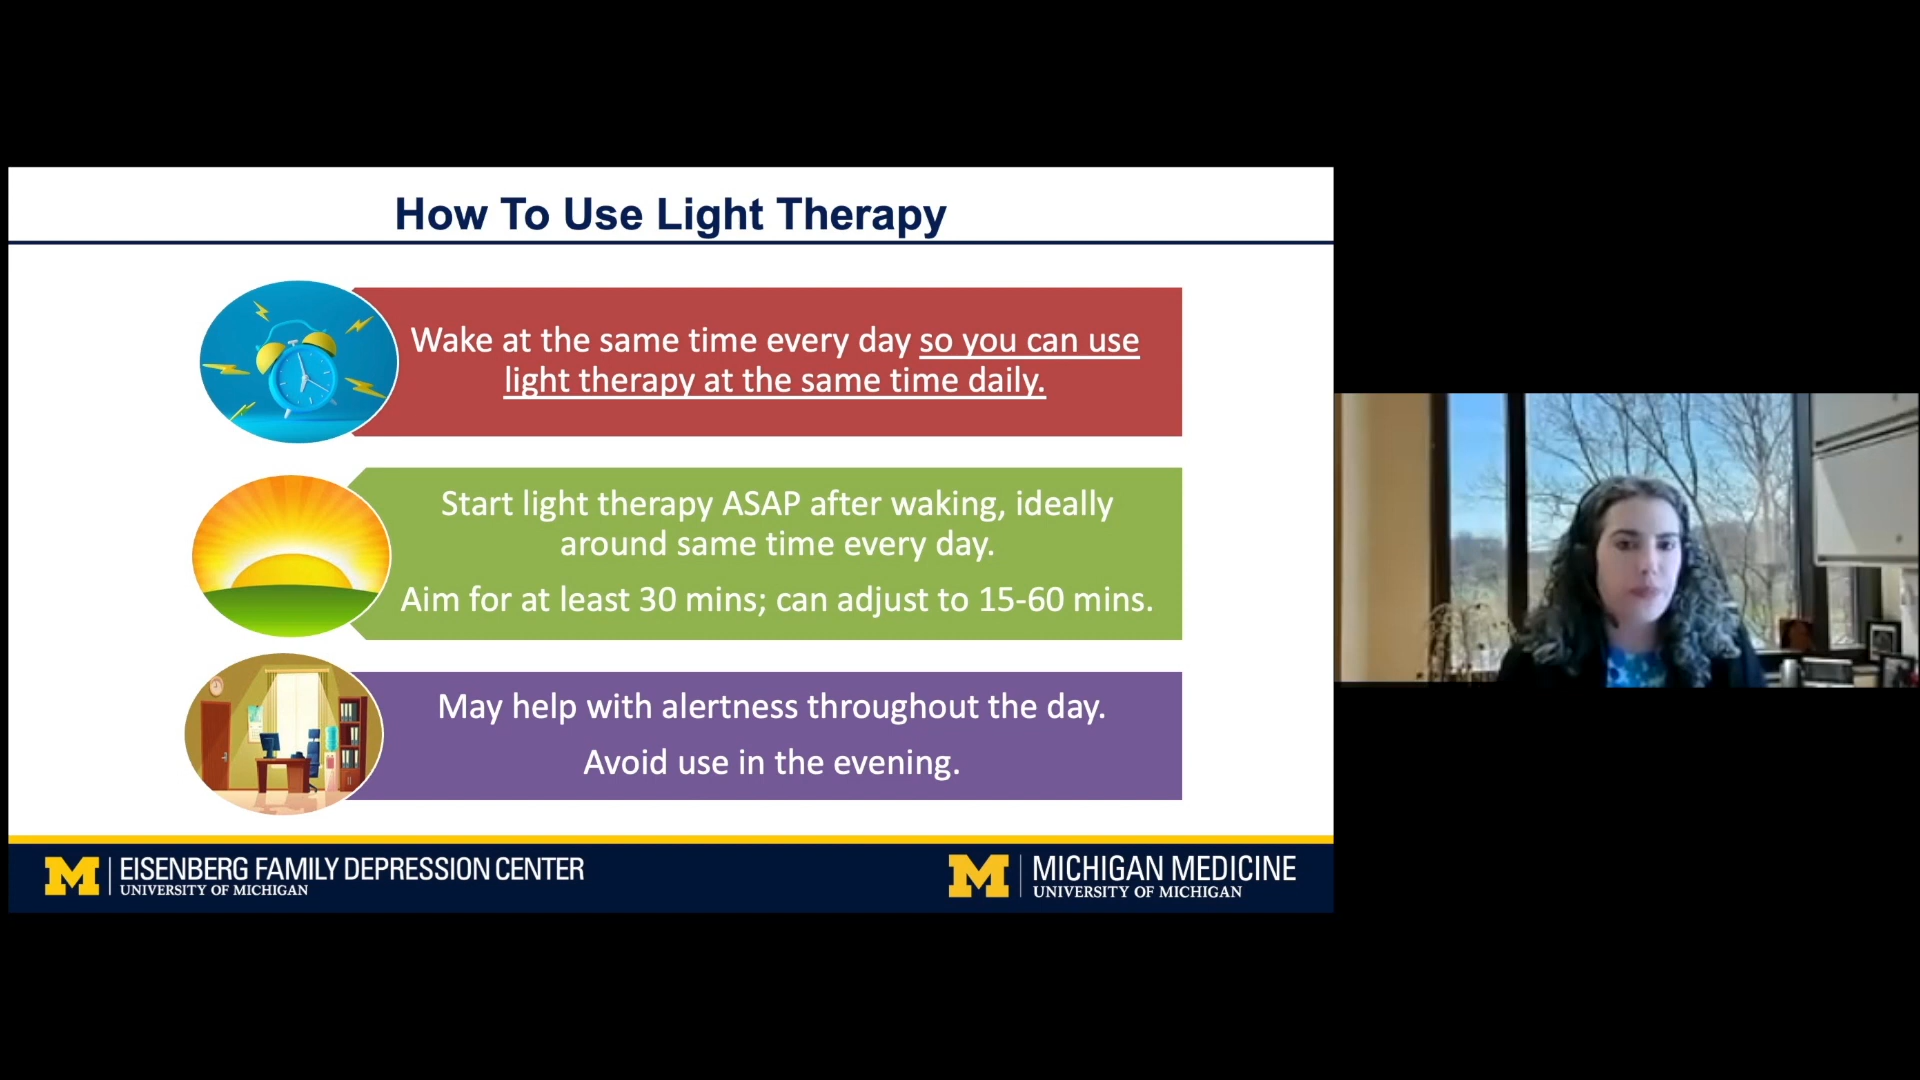 How To Use Light Therapy
Wake at the same time every day so you can use
light therapy at the same time daily.
Start light therapy ASAP after waking, ideally
around same time every day.
Aim for at least 30 mins; can adjust to 15-60 mins.
May help with alertness throughout the day.
Avoid use in the evening.
M EISENBERG FAMILY DEPRESSION CENTER
UNIVERSITY OF MICHIGAN
M MICHIGAN MEDICINE
UNIVERSITY OF MICHIGAN